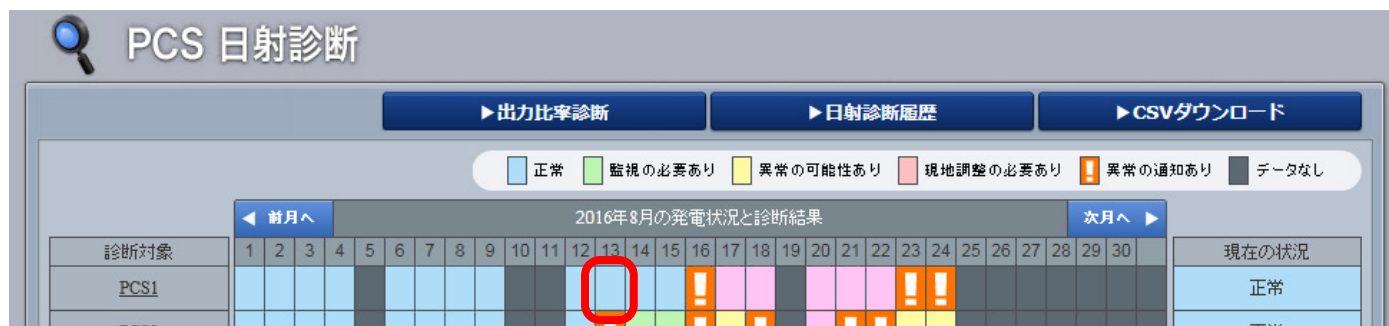 PCS 日射診断
▶出力比率診断 ▶日射診断履歴 ▶CSVダウンロード
正常 監視の必要あり 異常の可能性あり 現地調整の必要あり 異常の通知あり データなし
◀ 前月へ 2016年8月の発電状況と診断結果 次月へ ▶
診断対象 1 2 3 4 5 6 7 8 9 10 11 12 13 14 15 16 17 18 19 20 21 22 23 24 25 26 27 28 29 30 現在の状況
PCS1 正常